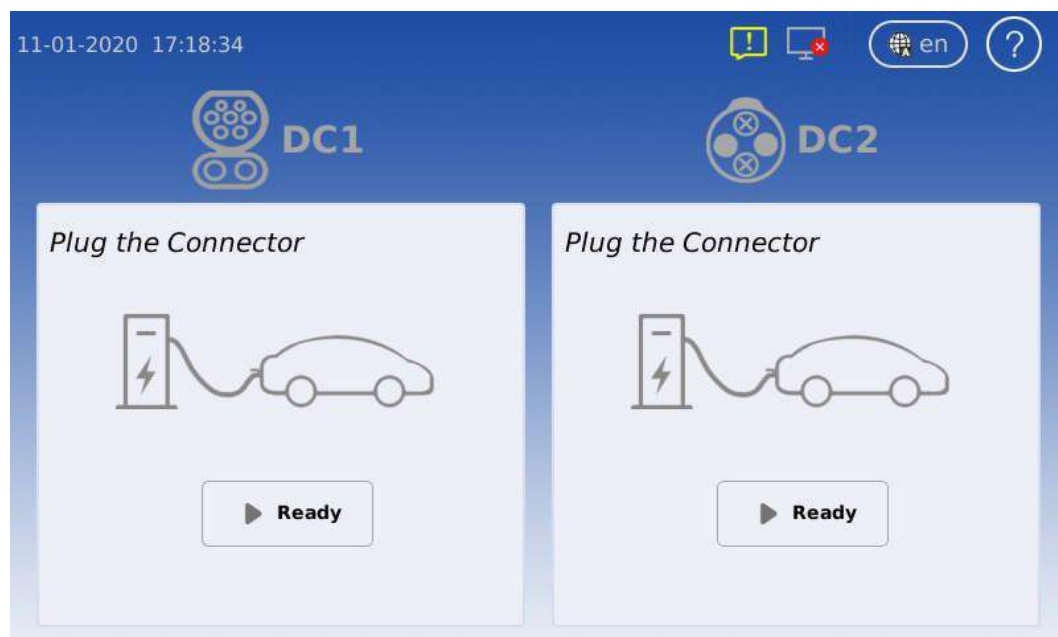 11-01-2020 17:18:34
en
?
DC1
DC2
Plug the Connector
Plug the Connector
Ready
Ready